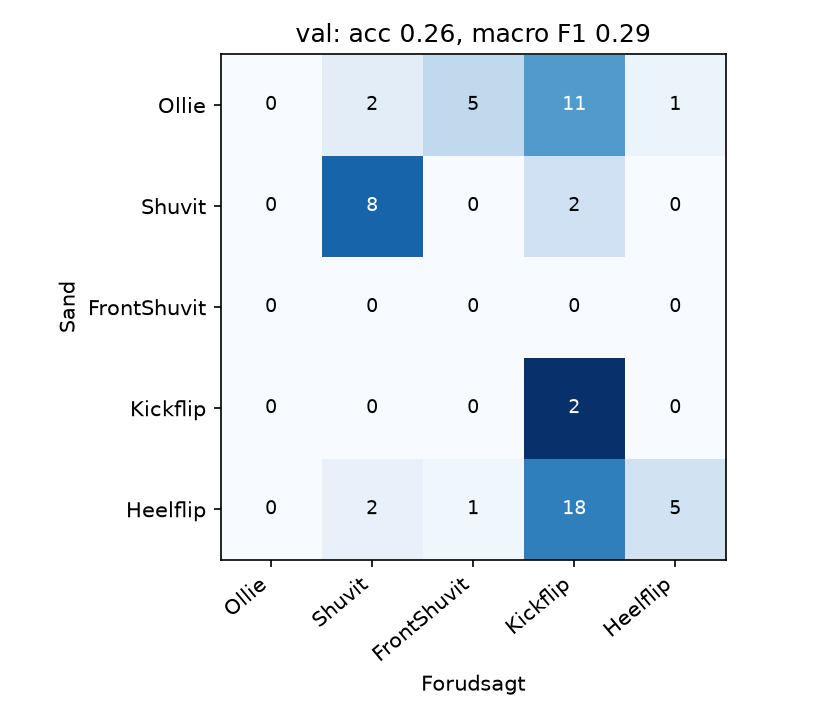 val: acc 0.26, macro F1 0.29
Ollie 0 2 5 11 1
Shuvit 0 8 0 2 0
FrontShuvit 0 0 0 0 0
Kickflip 0 0 0 2 0
Heelflip 0 2 1 18 5
Sand
Ollie Shuvit FrontShuvit Kickflip Heelflip
Forudsagt